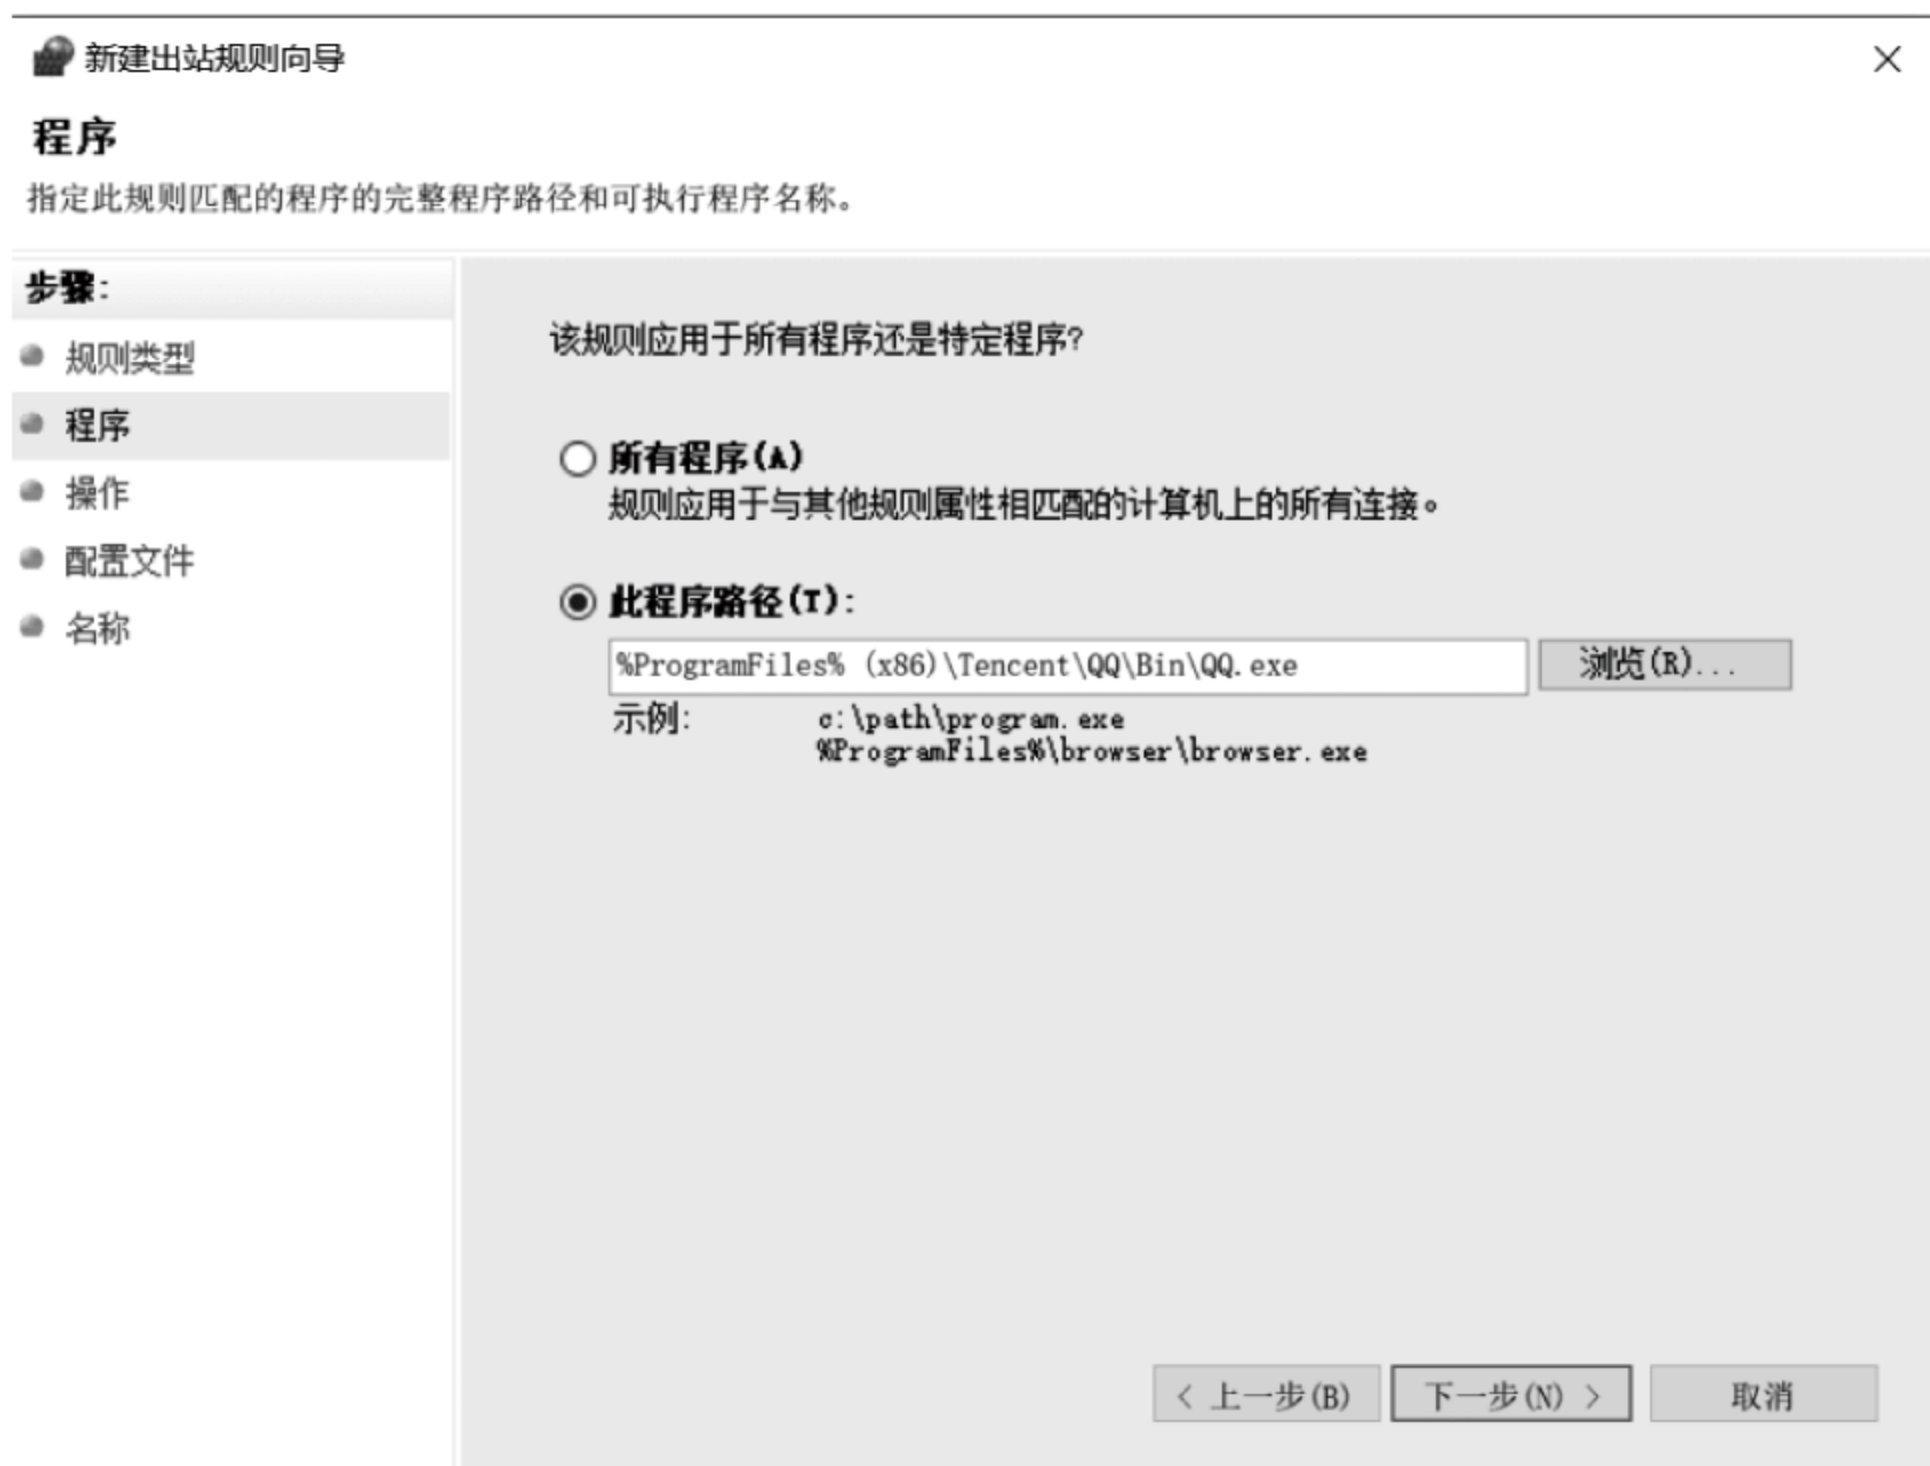 新建出站规则向导
程序
指定此规则匹配的程序的完整程序路径和可执行程序名称。
步骤:
规则类型
程序
操作
配置文件
名称
该规则应用于所有程序还是特定程序?
所有程序(A)
规则应用于与其他规则属性相匹配的计算机上的所有连接。
此程序路径(T):
%ProgramFiles% (x86)\Tencent\QQ\Bin\QQ.exe
浏览(R)...
示例: c:\path\program.exe
%ProgramFiles%\browser\browser.exe
< 上一步(B) 下一步(N) > 取消